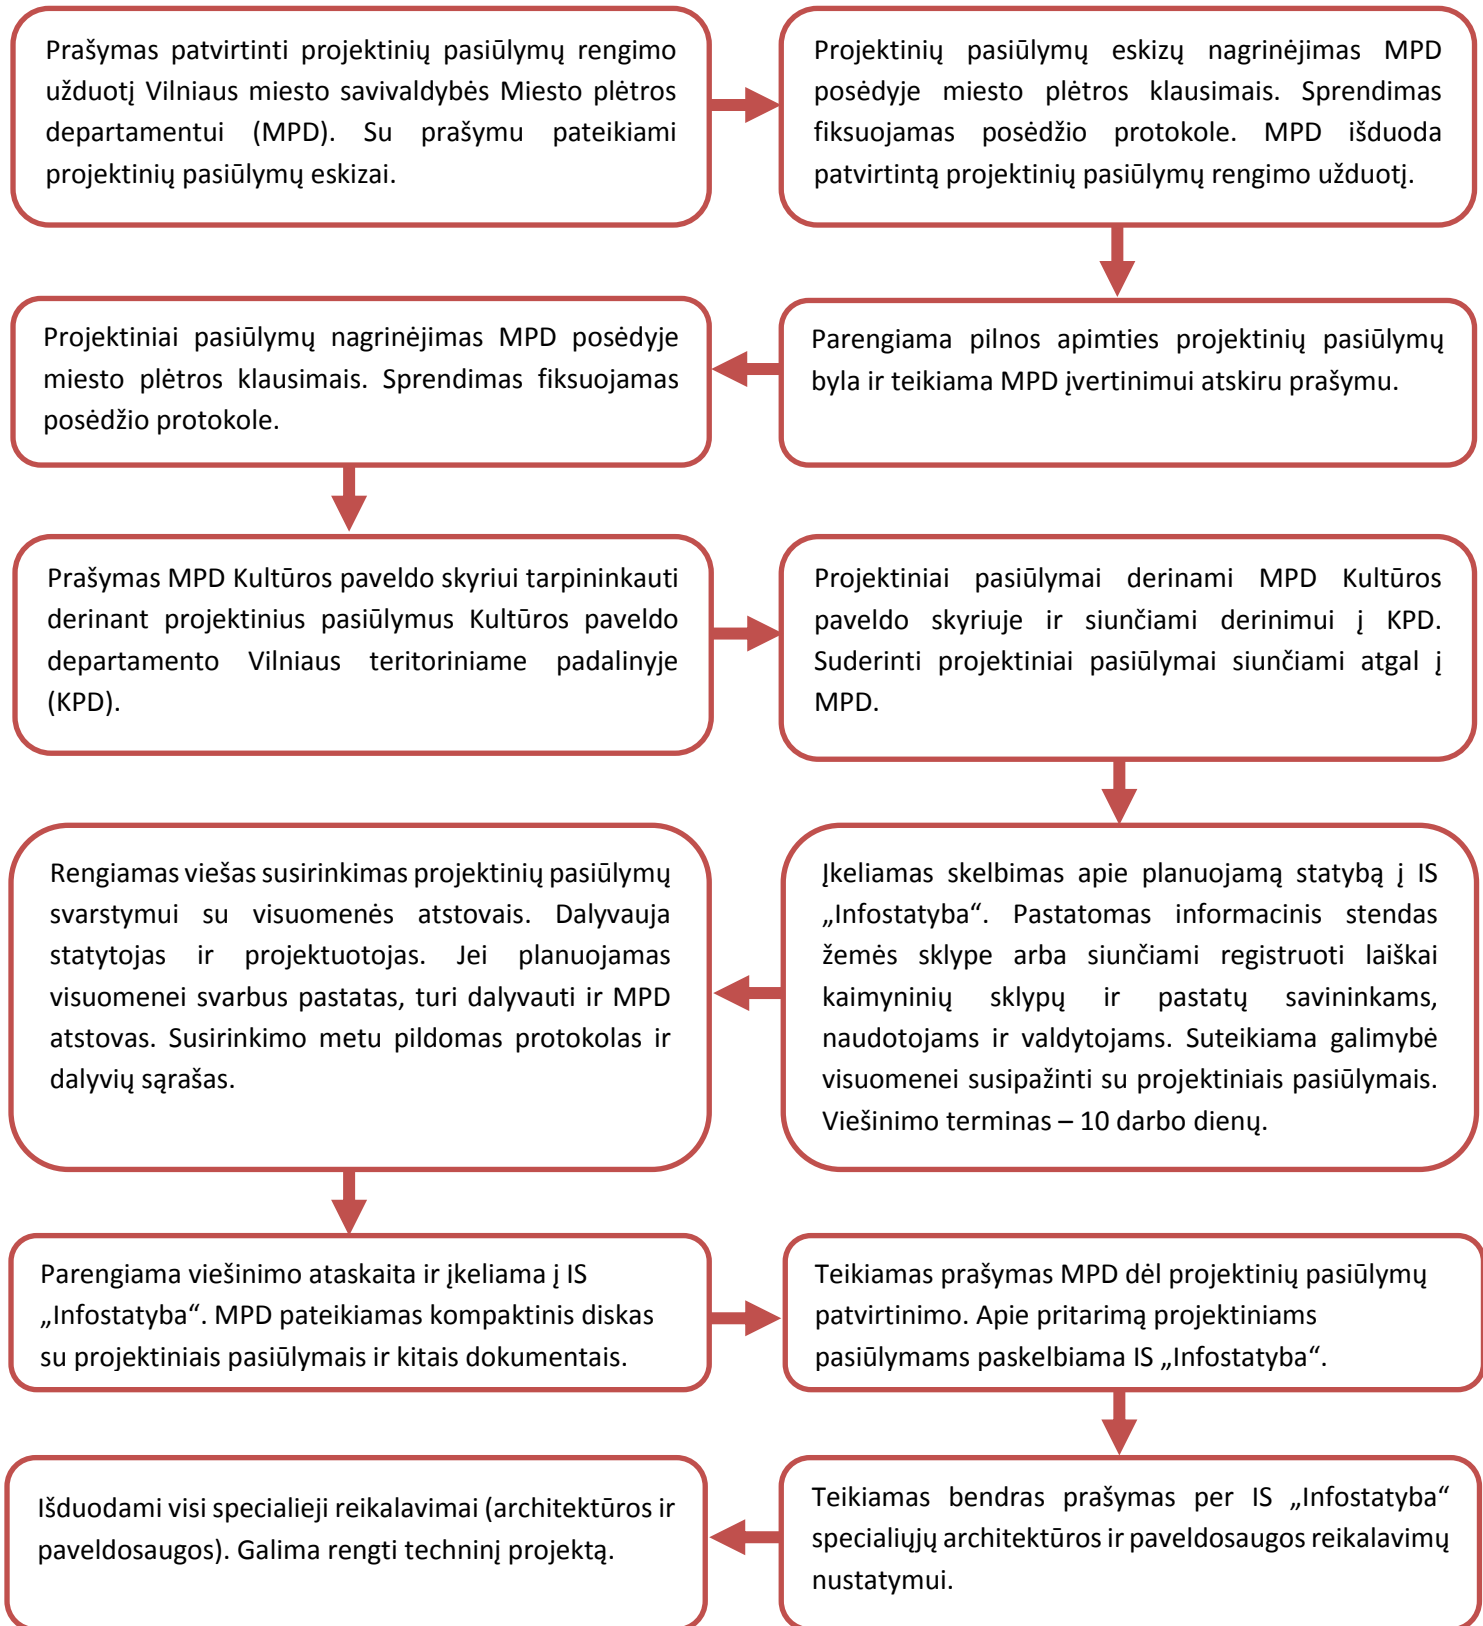 Prašymas patvirtinti projektinių pasiūlymų rengimo
užduotį Vilniaus miesto savivaldybės Miesto plėtros
departamentui (MPD). Su prašymu pateikiami
projektinių pasiūlymų eskizai.
Projektinių pasiūlymų eskizų nagrinėjimas MPD
posėdyje miesto plėtros klausimais. Sprendimas
fiksuojamas posėdžio protokole. MPD išduoda
patvirtintą projektinių pasiūlymų rengimo užduotį.
Parengiama pilnos apimties projektinių pasiūlymų
byla ir teikiama MPD įvertinimui atskiru prašymu.
Projektiniai pasiūlymų nagrinėjimas MPD posėdyje
miesto plėtros klausimais. Sprendimas fiksuojamas
posėdžio protokole.
Prašymas MPD Kultūros paveldo skyriui tarpininkauti
derinant projektinius pasiūlymus Kultūros paveldo
departamento Vilniaus teritoriniame padalinyje
(KPD).
Projektiniai pasiūlymai derinami MPD Kultūros
paveldo skyriuje ir siunčiami derinimui į KPD.
Suderinti projektiniai pasiūlymai siunčiami atgal į
MPD.
Įkeliamas skelbimas apie planuojamą statybą į IS
„Infostatyba“. Pastatomas informacinis stendas
žemės sklype arba siunčiami registruoti laiškai
kaimyninių sklypų ir pastatų savininkams,
naudotojams ir valdytojams. Suteikiama galimybė
visuomenei susipažinti su projektiniais pasiūlymais.
Viešinimo terminas – 10 darbo dienų.
Rengiamas viešas susirinkimas projektinių pasiūlymų
svarstymui su visuomenės atstovais. Dalyvauja
statytojas ir projektuotojas. Jei planuojamas
visuomenei svarbus pastatas, turi dalyvauti ir MPD
atstovas. Susirinkimo metu pildomas protokolas ir
dalyvių sąrašas.
Parengiama viešinimo ataskaita ir įkeliama į IS
„Infostatyba“. MPD pateikiamas kompaktinis diskas
su projektiniais pasiūlymais ir kitais dokumentais.
Teikiamas prašymas MPD dėl projektinių pasiūlymų
patvirtinimo. Apie pritarimą projektiniams
pasiūlymams paskelbiama IS „Infostatyba“.
Teikiamas bendras prašymas per IS „Infostatyba“
specialiųjų architektūros ir paveldosaugos reikalavimų
nustatymui.
Išduodami visi specialieji reikalavimai (architektūros ir
paveldosaugos). Galima rengti techninį projektą.